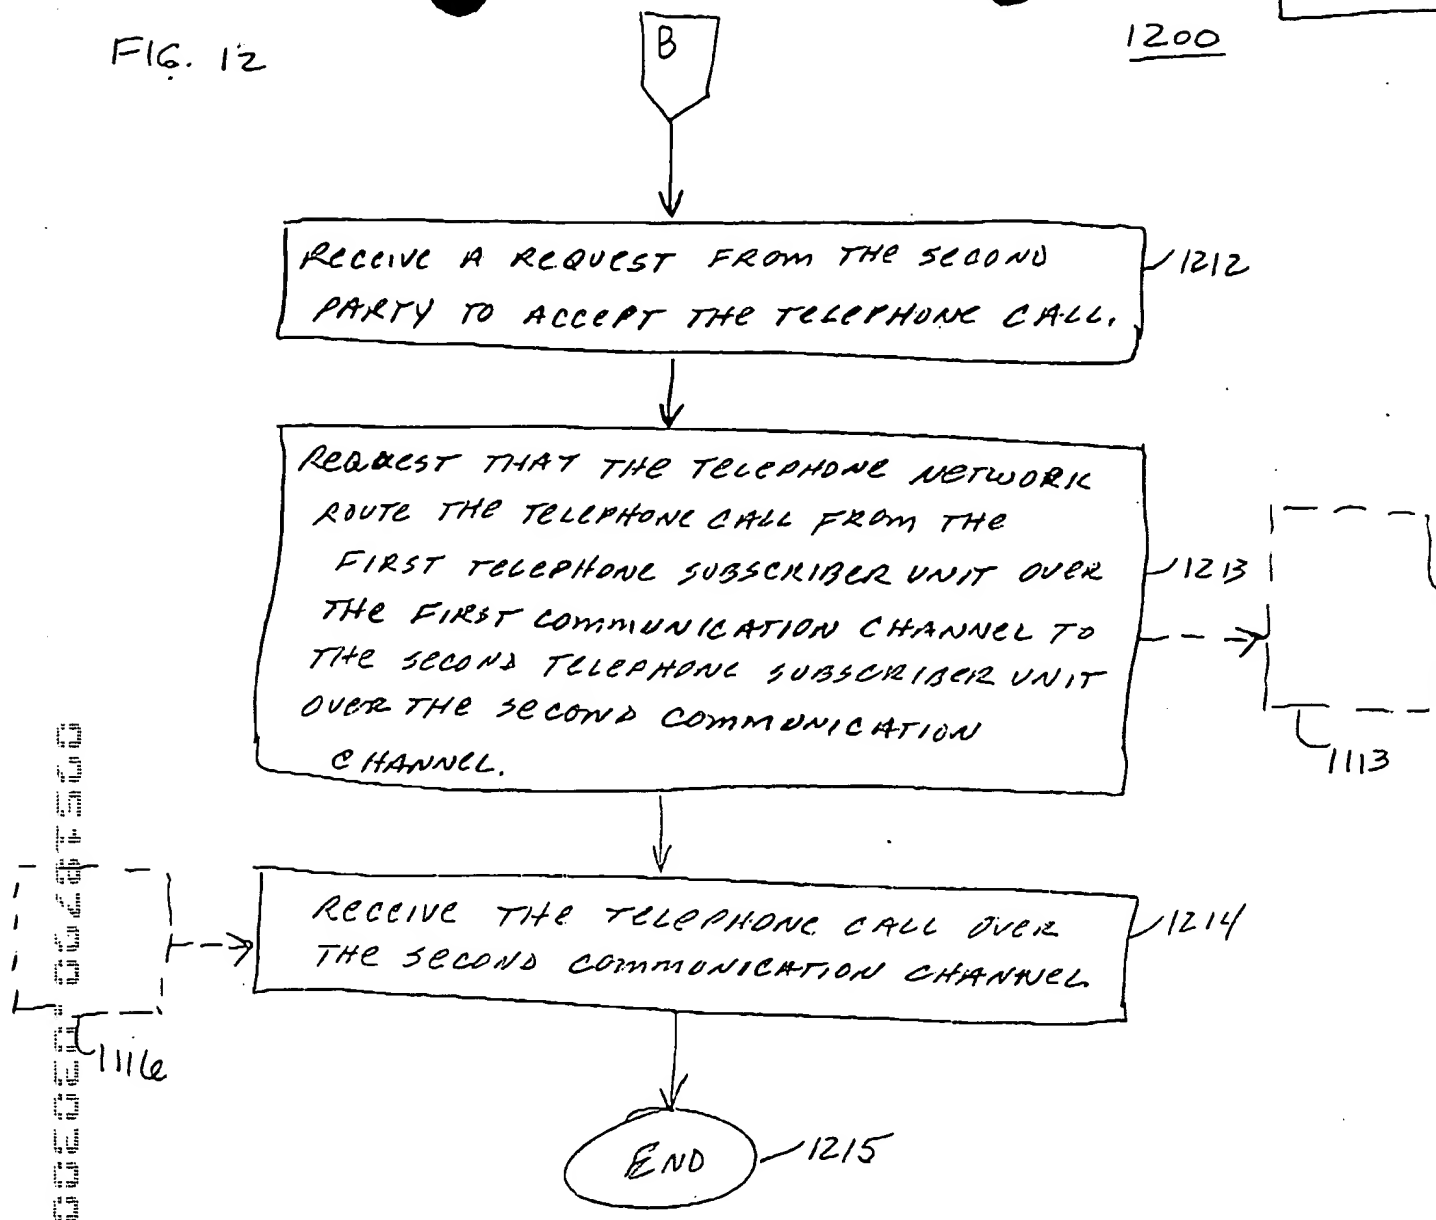 FIG. 12
B
1200
RECEIVE A REQUEST FROM THE SECOND
PARTY TO ACCEPT THE TELEPHONE CALL.
1212
REQUEST THAT THE TELEPHONE NETWORK
ROUTE THE TELEPHONE CALL FROM THE
FIRST TELEPHONE SUBSCRIBER UNIT OVER
THE FIRST COMMUNICATION CHANNEL TO
THE SECOND TELEPHONE SUBSCRIBER UNIT
OVER THE SECOND COMMUNICATION
CHANNEL.
1213
1113
RECEIVE THE TELEPHONE CALL OVER
THE SECOND COMMUNICATION CHANNEL
1214
1116
END
1215